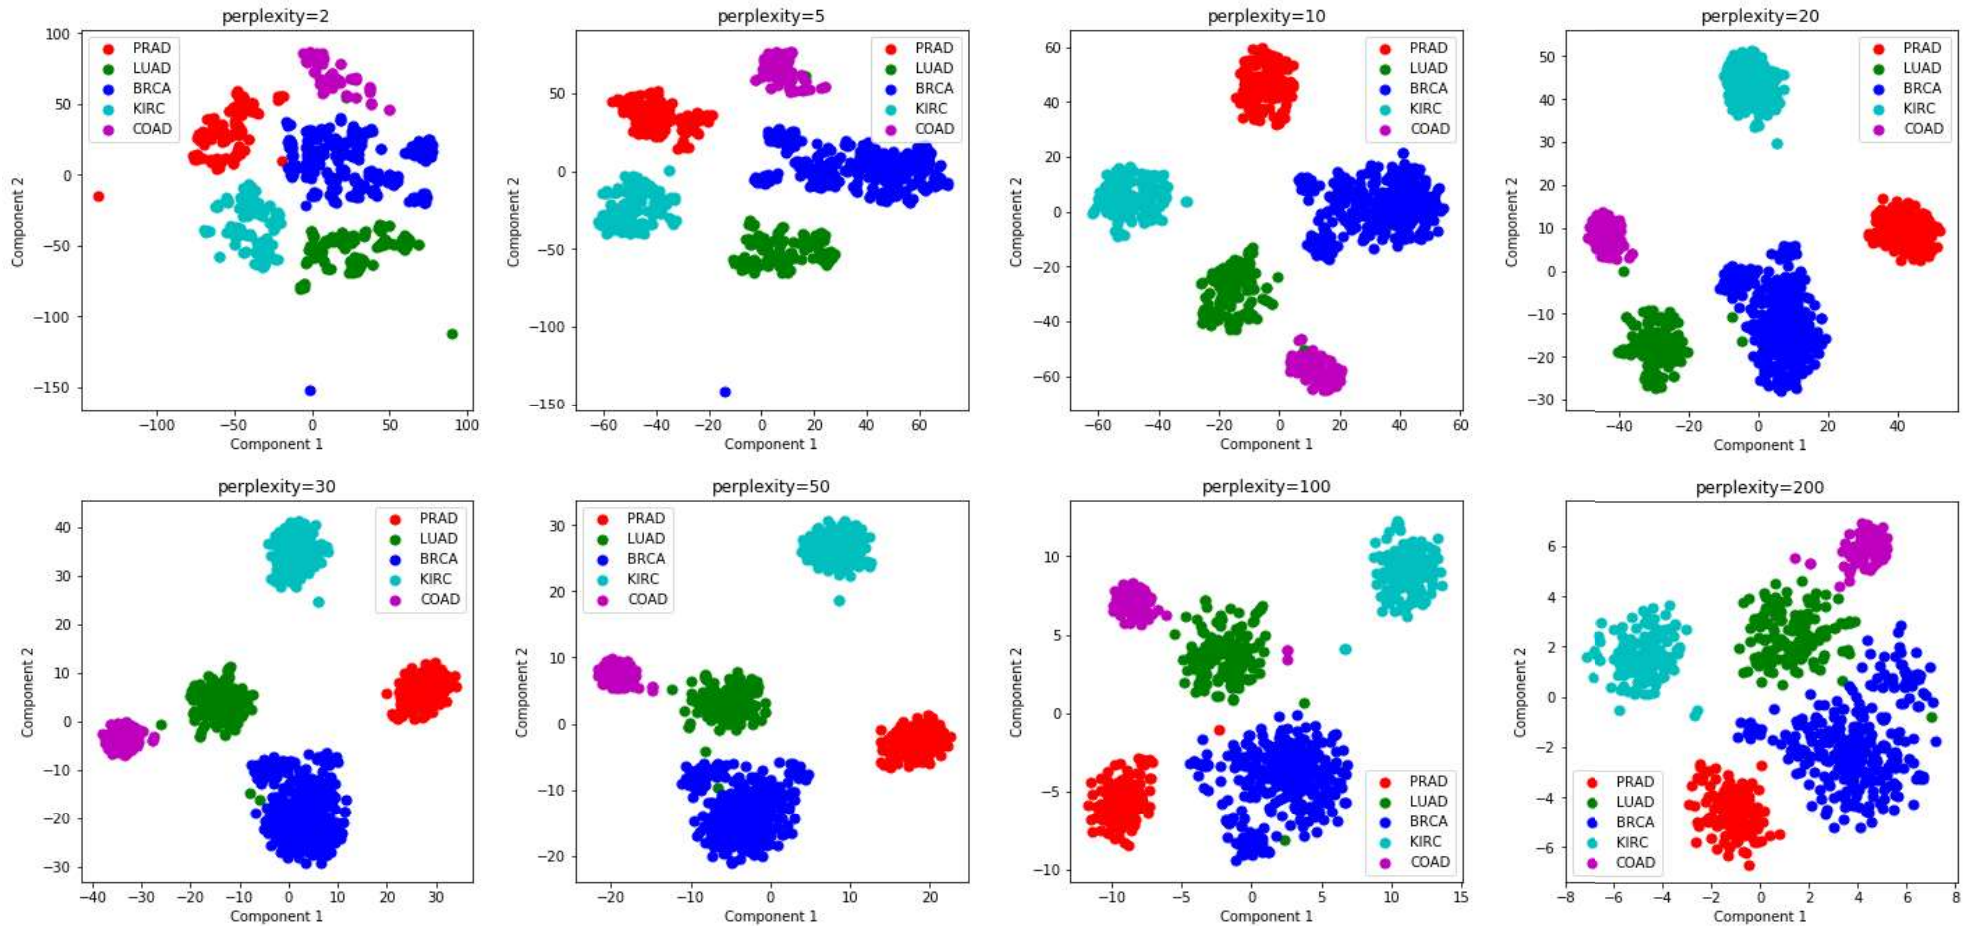 perplexity=2
100
50
0
−50
−100
−150
Component 2
−100
−50
0
50
100
Component 1
PRAD
LUAD
BRCA
KIRC
COAD
perplexity=5
50
0
−50
−100
−150
Component 2
−60
−40
−20
0
20
40
60
Component 1
PRAD
LUAD
BRCA
KIRC
COAD
perplexity=10
60
40
20
0
−20
−40
−60
Component 2
−60
−40
−20
0
20
40
60
Component 1
PRAD
LUAD
BRCA
KIRC
COAD
perplexity=20
50
40
30
20
10
0
−10
−20
−30
Component 2
−40
−20
0
20
40
Component 1
PRAD
LUAD
BRCA
KIRC
COAD
perplexity=30
40
30
20
10
0
−10
−20
−30
Component 2
−40
−30
−20
−10
0
10
20
30
Component 1
PRAD
LUAD
BRCA
KIRC
COAD
perplexity=50
30
20
10
0
−10
−20
Component 2
−20
−10
0
10
20
Component 1
PRAD
LUAD
BRCA
KIRC
COAD
perplexity=100
10
5
0
−5
−10
Component 2
−10
−5
0
5
10
15
Component 1
PRAD
LUAD
BRCA
KIRC
COAD
perplexity=200
6
4
2
0
−2
−4
−6
Component 2
−8
−6
−4
−2
0
2
4
6
8
Component 1
PRAD
LUAD
BRCA
KIRC
COAD